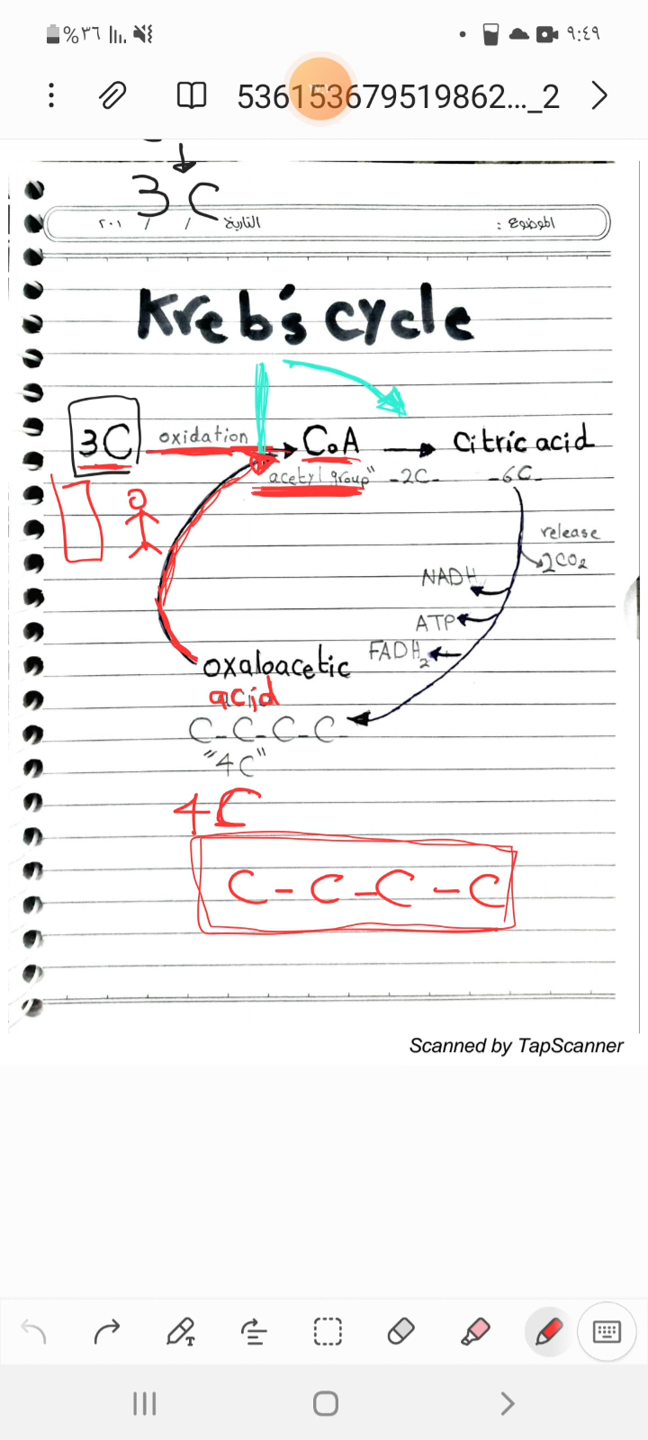 %٣٦
٩:٤٩
536153679519862..._2
3C
الموضوع :
التاريخ / / ٢٠١
Kreb's cycle
3C oxidation CoA Citric acid
"acetyl group" -2C- -6C-
release
2CO2
NADH
ATP
FADH2
oxaloacetic
acid
C-C-C-C
"4C"
4C
C-C-C-C
Scanned by TapScanner